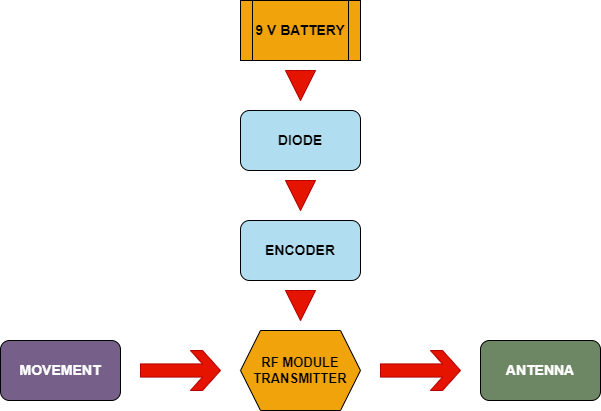 9 V BATTERY
DIODE
ENCODER
MOVEMENT
RF MODULE
TRANSMITTER
ANTENNA